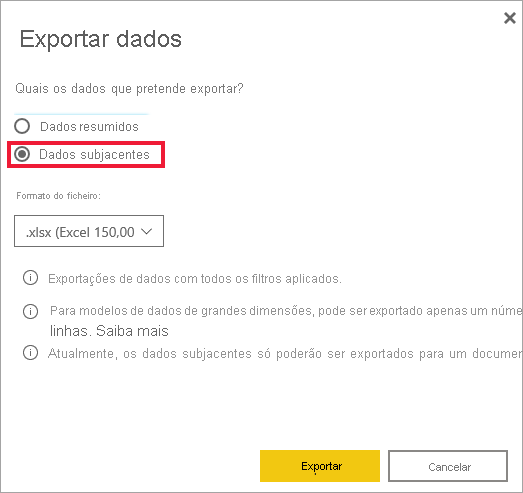 Exportar dados
Quais os dados que pretende exportar?
Dados resumidos
Dados subjacentes
Formato do ficheiro:
.xlsx (Excel 150,00
Exportações de dados com todos os filtros aplicados.
Para modelos de dados de grandes dimensões, pode ser exportado apenas um núme
linhas. Saiba mais
Atualmente, os dados subjacentes só poderão ser exportados para um documen
Exportar
Cancelar